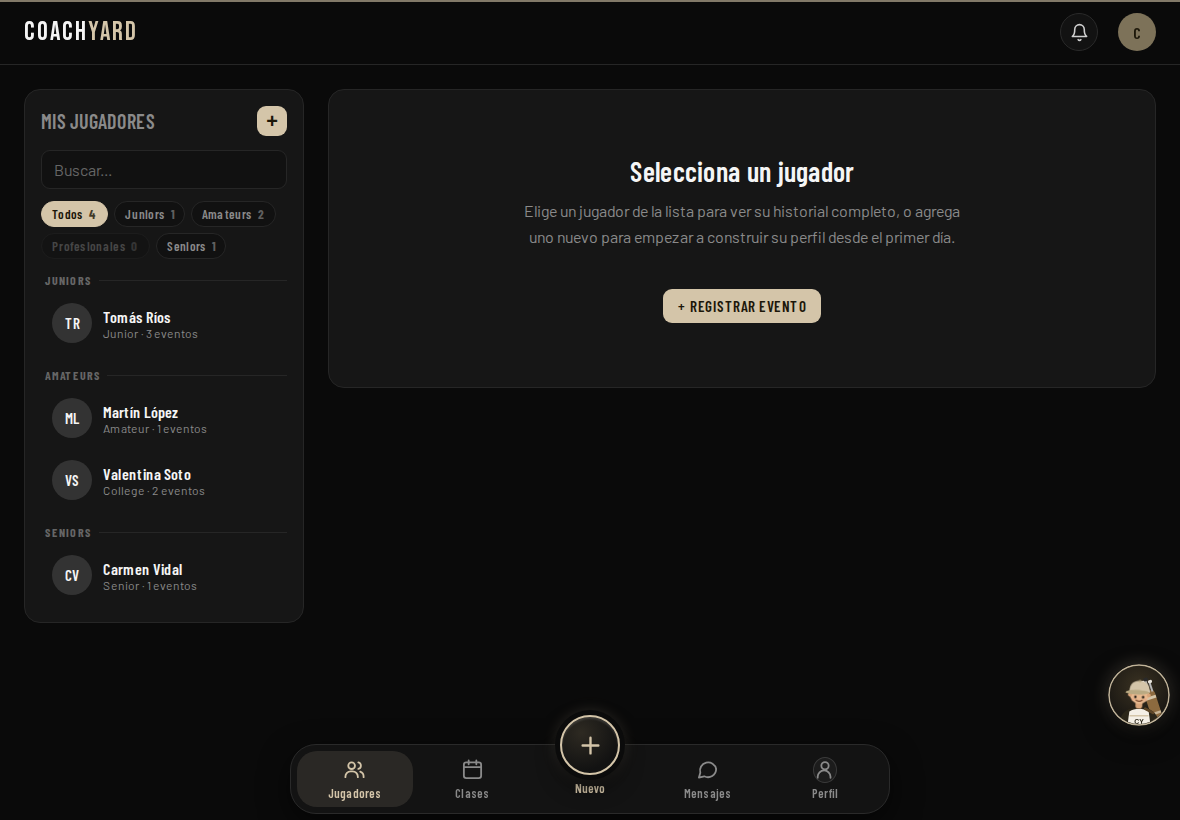 COACHYARD
C
MIS JUGADORES
+
Buscar...
Todos 4
Juniors 1
Amateurs 2
Profesionales 0
Seniors 1
JUNIORS
TR
Tomás Ríos
Junior · 3 eventos
AMATEURS
ML
Martín López
Amateur · 1 eventos
VS
Valentina Soto
College · 2 eventos
SENIORS
CV
Carmen Vidal
Senior · 1 eventos
Selecciona un jugador
Elige un jugador de la lista para ver su historial completo, o agrega
uno nuevo para empezar a construir su perfil desde el primer día.
+ REGISTRAR EVENTO
CY
Jugadores
Clases
Nuevo
Mensajes
Perfil